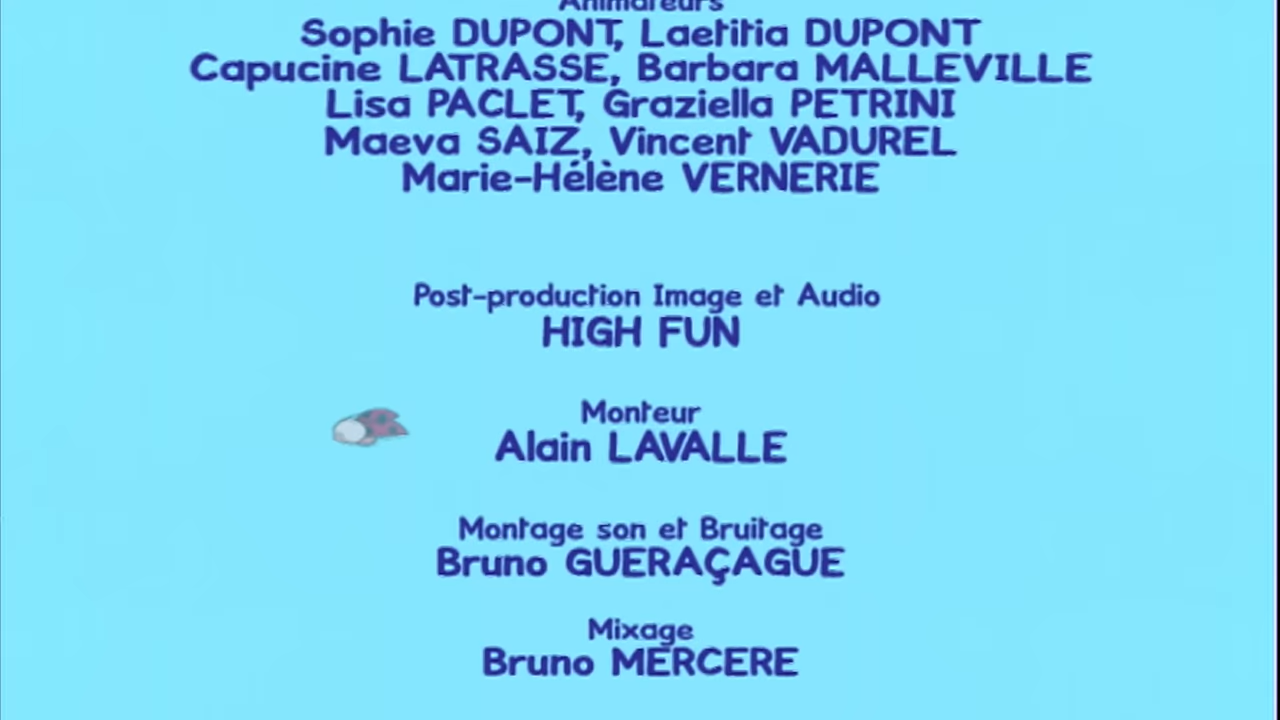 Animateurs
Sophie DUPONT, Laetitia DUPONT
Capucine LATRASSE, Barbara MALLEVILLE
Lisa PACLET, Graziella PETRINI
Maeva SAIZ, Vincent VADUREL
Marie-Hélène VERNERIE
Post-production Image et Audio
HIGH FUN
Monteur
Alain LAVALLE
Montage son et Bruitage
Bruno GUERAÇAGUE
Mixage
Bruno MERCERE